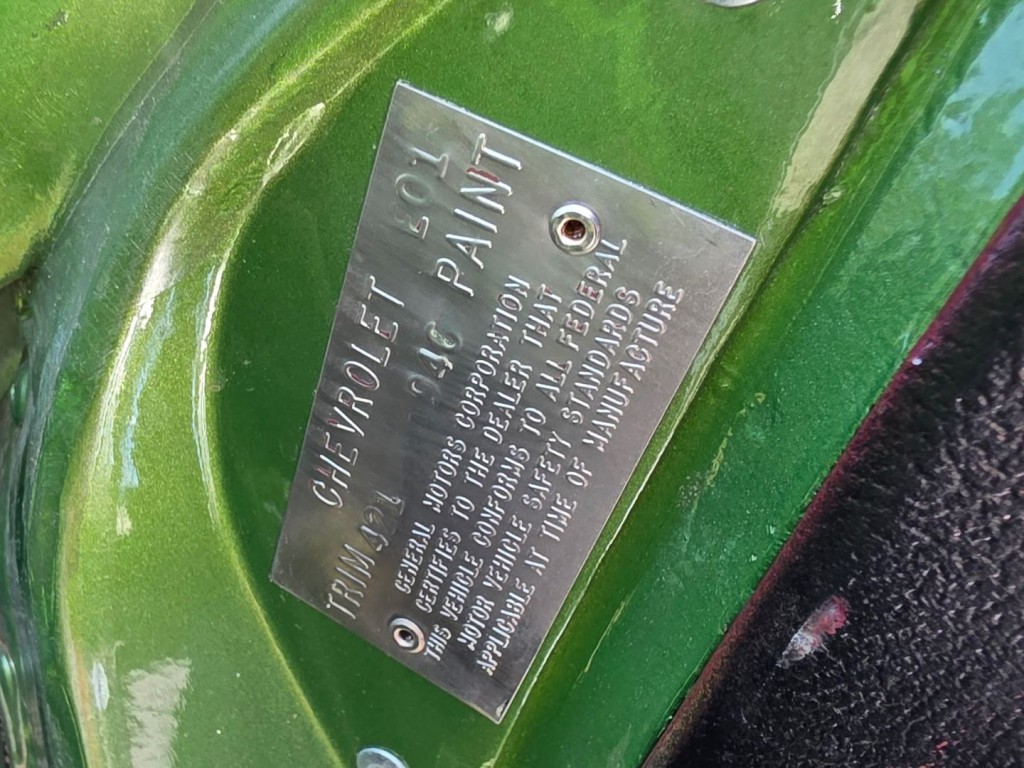 CHEVROLET E01
TRIM 421 946 PAINT
GENERAL MOTORS CORPORATION
CERTIFIES TO THE DEALER THAT
THIS VEHICLE CONFORMS TO ALL FEDERAL
MOTOR VEHICLE SAFETY STANDARDS
APPLICABLE AT TIME OF MANUFACTURE